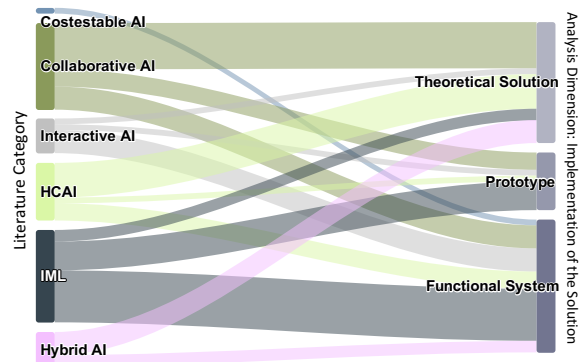 Literature Category
Costestable AI
Collaborative AI
Interactive AI
HCAI
IML
Hybrid AI
Theoretical Solution
Prototype
Functional System
Analysis Dimension: Implementation of the Solution